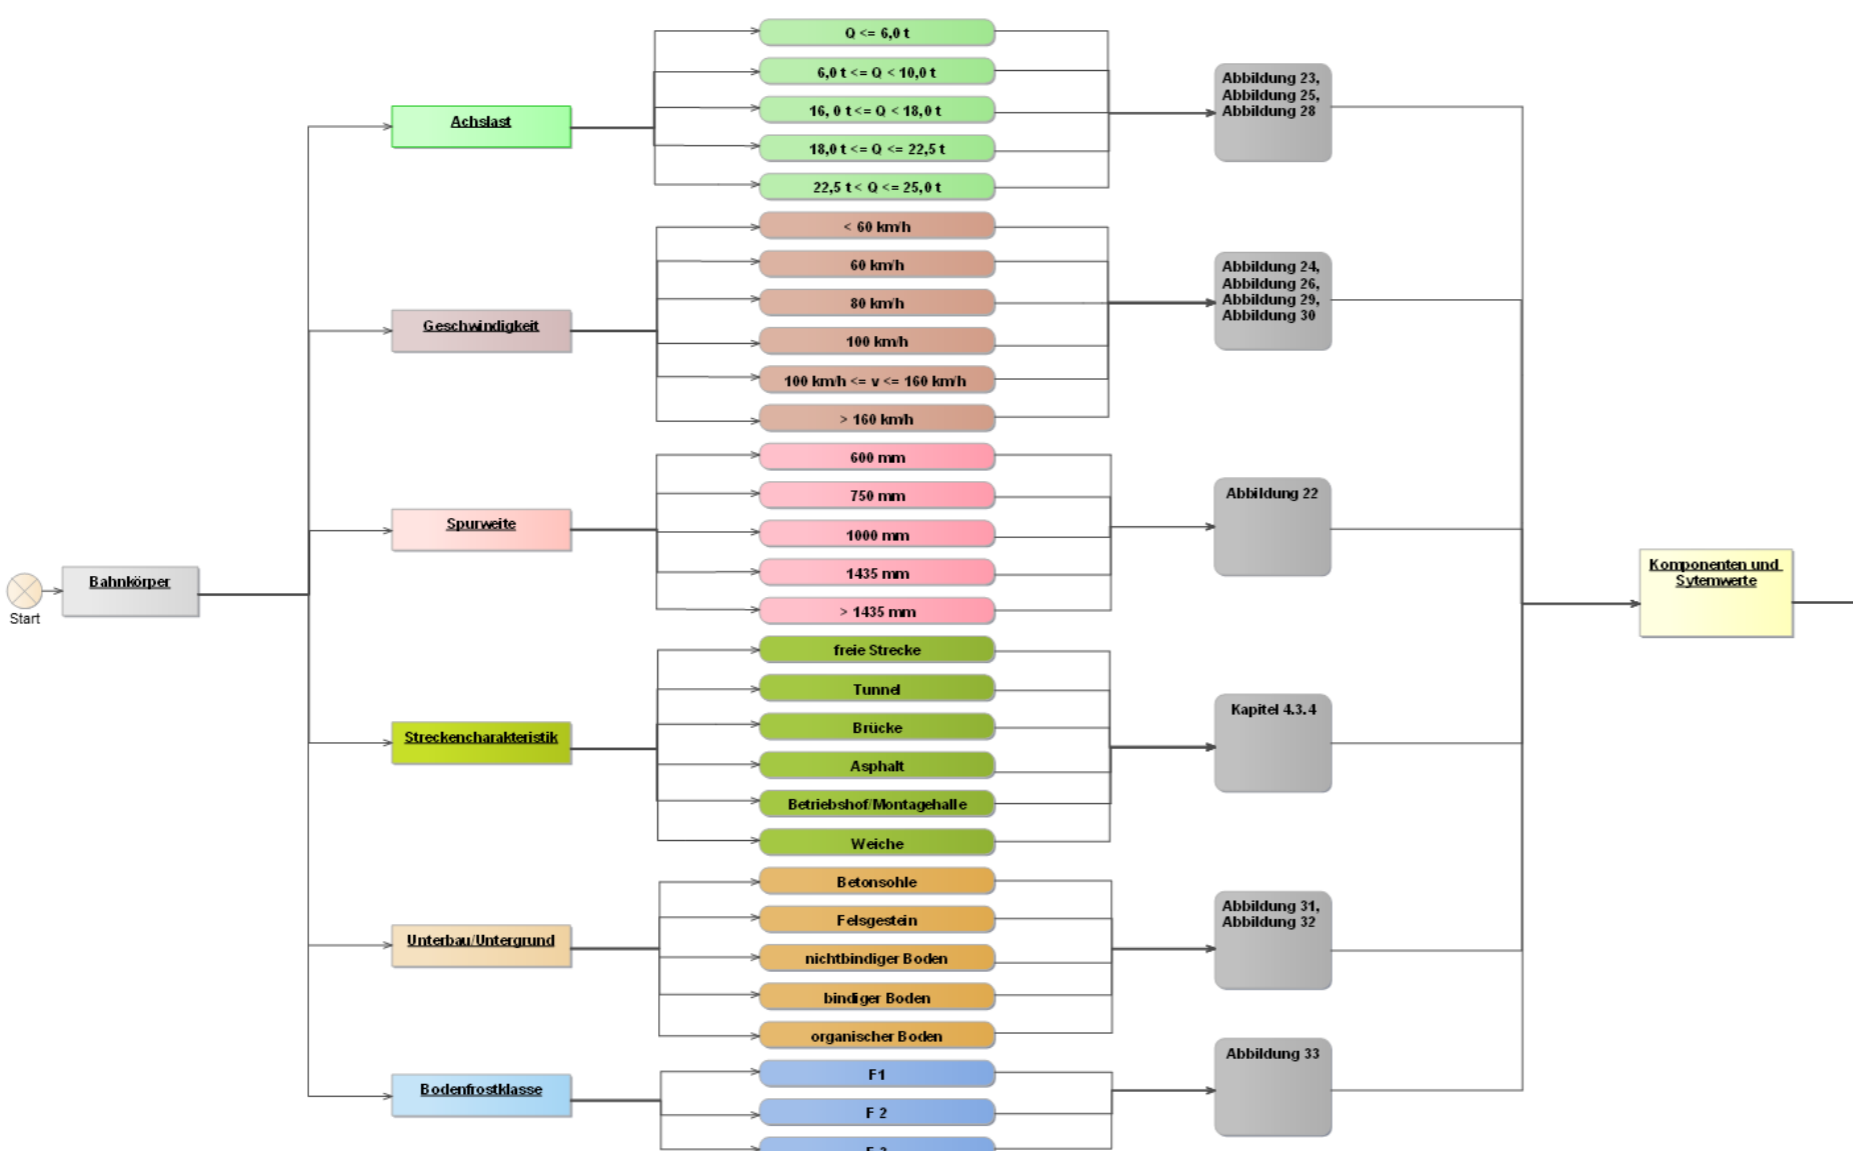 Start
Bahnkörper
Achslast
Q <= 6,0 t
6,0 t <= Q < 10,0 t
16, 0 t <= Q < 18,0 t
18,0 t <= Q <= 22,5 t
22,5 t < Q <= 25,0 t
Abbildung 23,
Abbildung 25,
Abbildung 28
Geschwindigkeit
< 60 km/h
60 km/h
80 km/h
100 km/h
100 km/h <= v <= 160 km/h
> 160 km/h
Abbildung 24,
Abbildung 26,
Abbildung 29,
Abbildung 30
Spurweite
600 mm
750 mm
1000 mm
1435 mm
> 1435 mm
Abbildung 22
Streckencharakteristik
freie Strecke
Tunnel
Brücke
Asphalt
Betriebshof/Montagehalle
Weiche
Kapitel 4.3.4
Unterbau/Untergrund
Betonsohle
Felsgestein
nichtbindiger Boden
bindiger Boden
organischer Boden
Abbildung 31,
Abbildung 32
Bodenfrostklasse
F1
F 2
Abbildung 33
Komponenten und
Sytemwerte